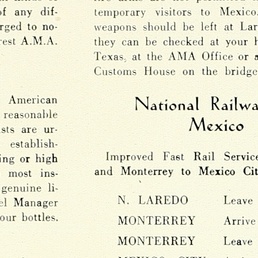 of any dif-
rged to no-
rest A.M.A.
American
reasonable
ists are ur-
establish-
ing or high
most ins-
genuine li-
el Manager
our bottles.
temporary visitors to Mexico.
weapons should be left at Lar
they can be checked at your h
Texas, at the AMA Office or a
Customs House on the bridge
National Railwa
Mexico
Improved Fast Rail Service
and Monterrey to Mexico Cit
N. LAREDO Leave
MONTERREY Arrive
MONTERREY Leave